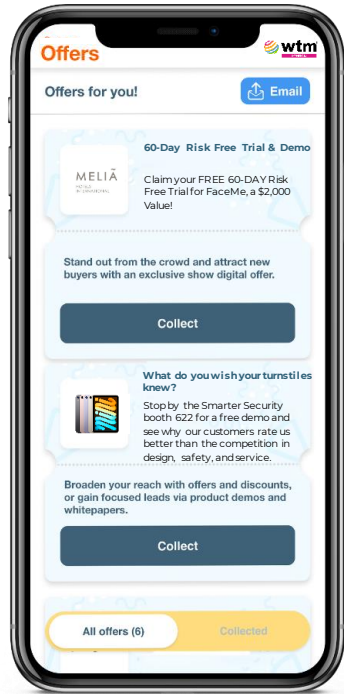 Offers
wtm
Offers for you!
Email
60-Day Risk Free Trial & Demo
MELIÃ
HOTELS
INTERNATIONAL
Claim your FREE 60-DAY Risk
Free Trial for FaceMe, a $2,000
Value!
Stand out from the crowd and attract new
buyers with an exclusive show digital offer.
Collect
What do you wish your turnstiles
knew?
Stop by the Smarter Security
booth 622 for a free demo and
see why our customers rate us
better than the competition in
design, safety, and service.
Broaden your reach with offers and discounts,
or gain focused leads via product demos and
whitepapers.
Collect
All offers (6)
Collected